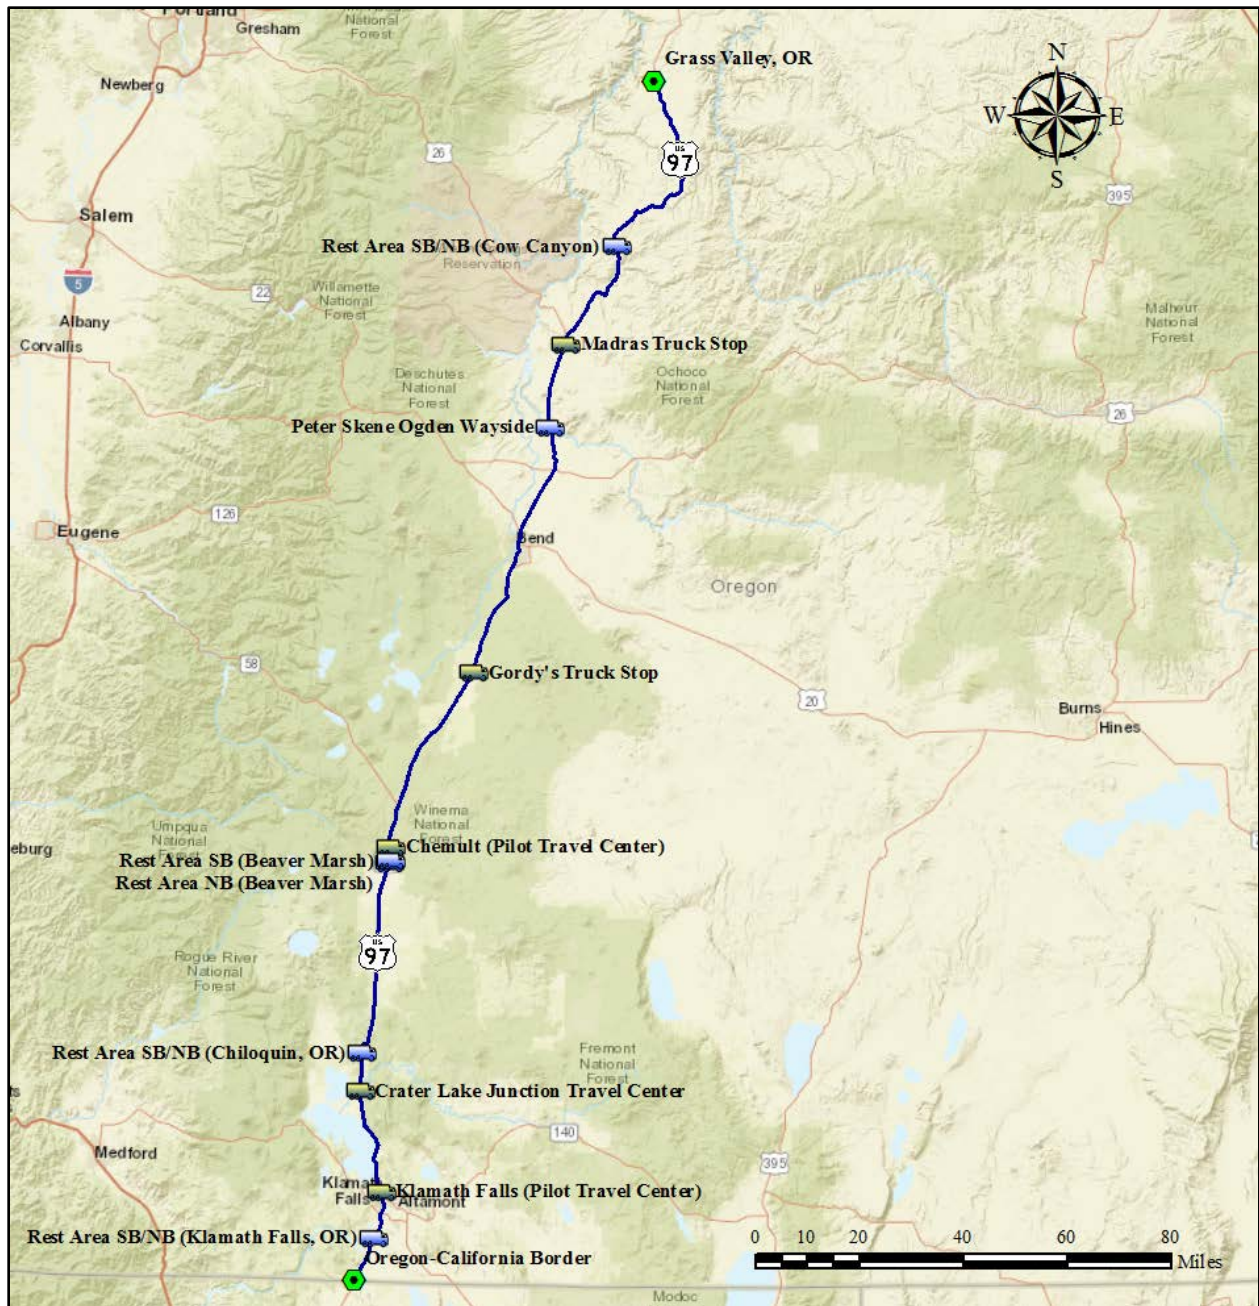 Portland
Gresham
National
Forest
Grass Valley, OR
N
Newberg
W
E
US
97
26
S
395
Salem
Rest Area SB/NB (Cow Canyon)
Reservation
5
22
Willamette
National
Forest
Malheur
National
Forest
Albany
Corvallis
Madras Truck Stop
Deschutes
National
Forest
Ochoco
National
Forest
26
Peter Skene Ogden Wayside
126
Eugene
Bend
Oregon
58
Gordy's Truck Stop
20
Burns
Hines
Winema
National
Forest
Umpqua
National
Forest
eburg
Chemult (Pilot Travel Center)
Rest Area SB (Beaver Marsh)
Rest Area NB (Beaver Marsh)
US
97
Rogue River
National
Forest
Rest Area SB/NB (Chiloquin, OR)
Fremont
National
Forest
Crater Lake Junction Travel Center
ts
140
Medford
395
Klamath
Falls
Klamath Falls (Pilot Travel Center)
Altamont
Rest Area SB/NB (Klamath Falls, OR)
0 10 20 40 60 80
Miles
Oregon-California Border
Modoc